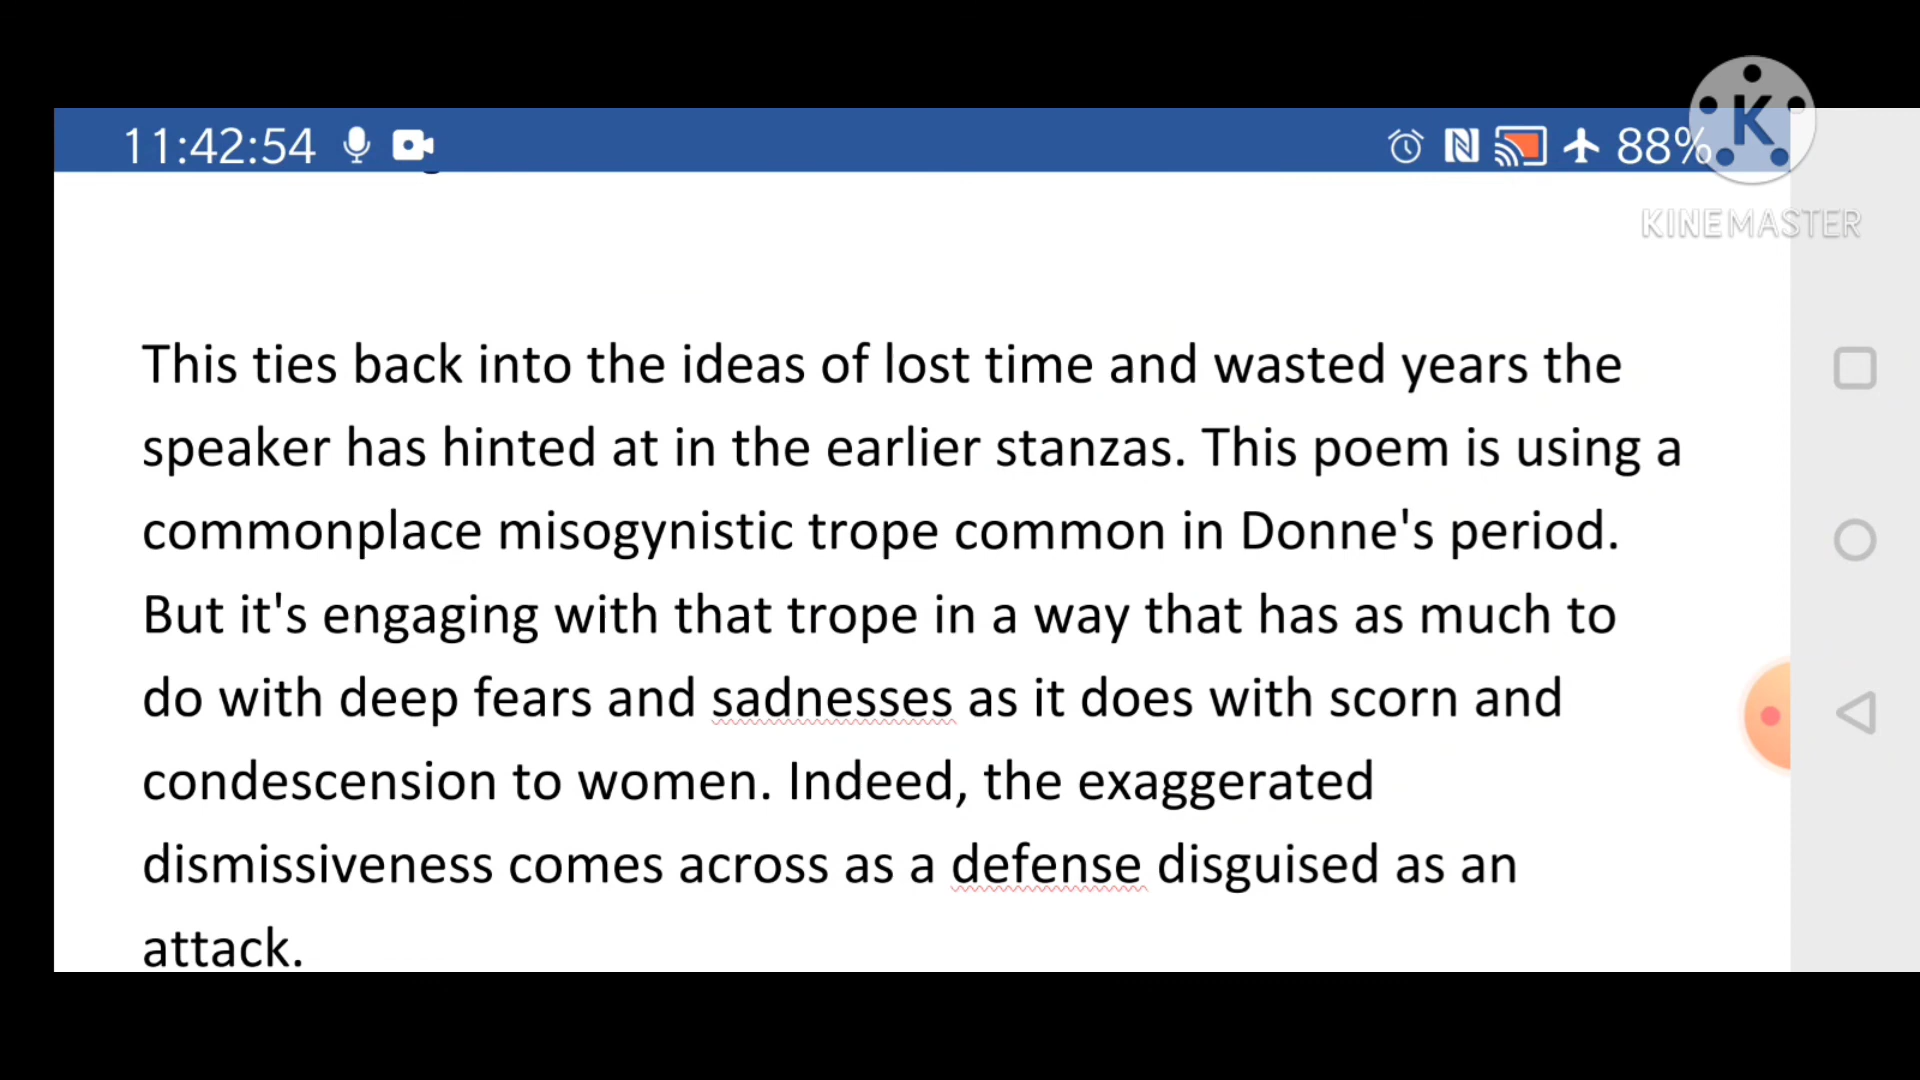 11:42:54 88%
K
KINEMASTER
This ties back into the ideas of lost time and wasted years the
speaker has hinted at in the earlier stanzas. This poem is using a
commonplace misogynistic trope common in Donne's period.
But it's engaging with that trope in a way that has as much to
do with deep fears and sadnesses as it does with scorn and
condescension to women. Indeed, the exaggerated
dismissiveness comes across as a defense disguised as an
attack.